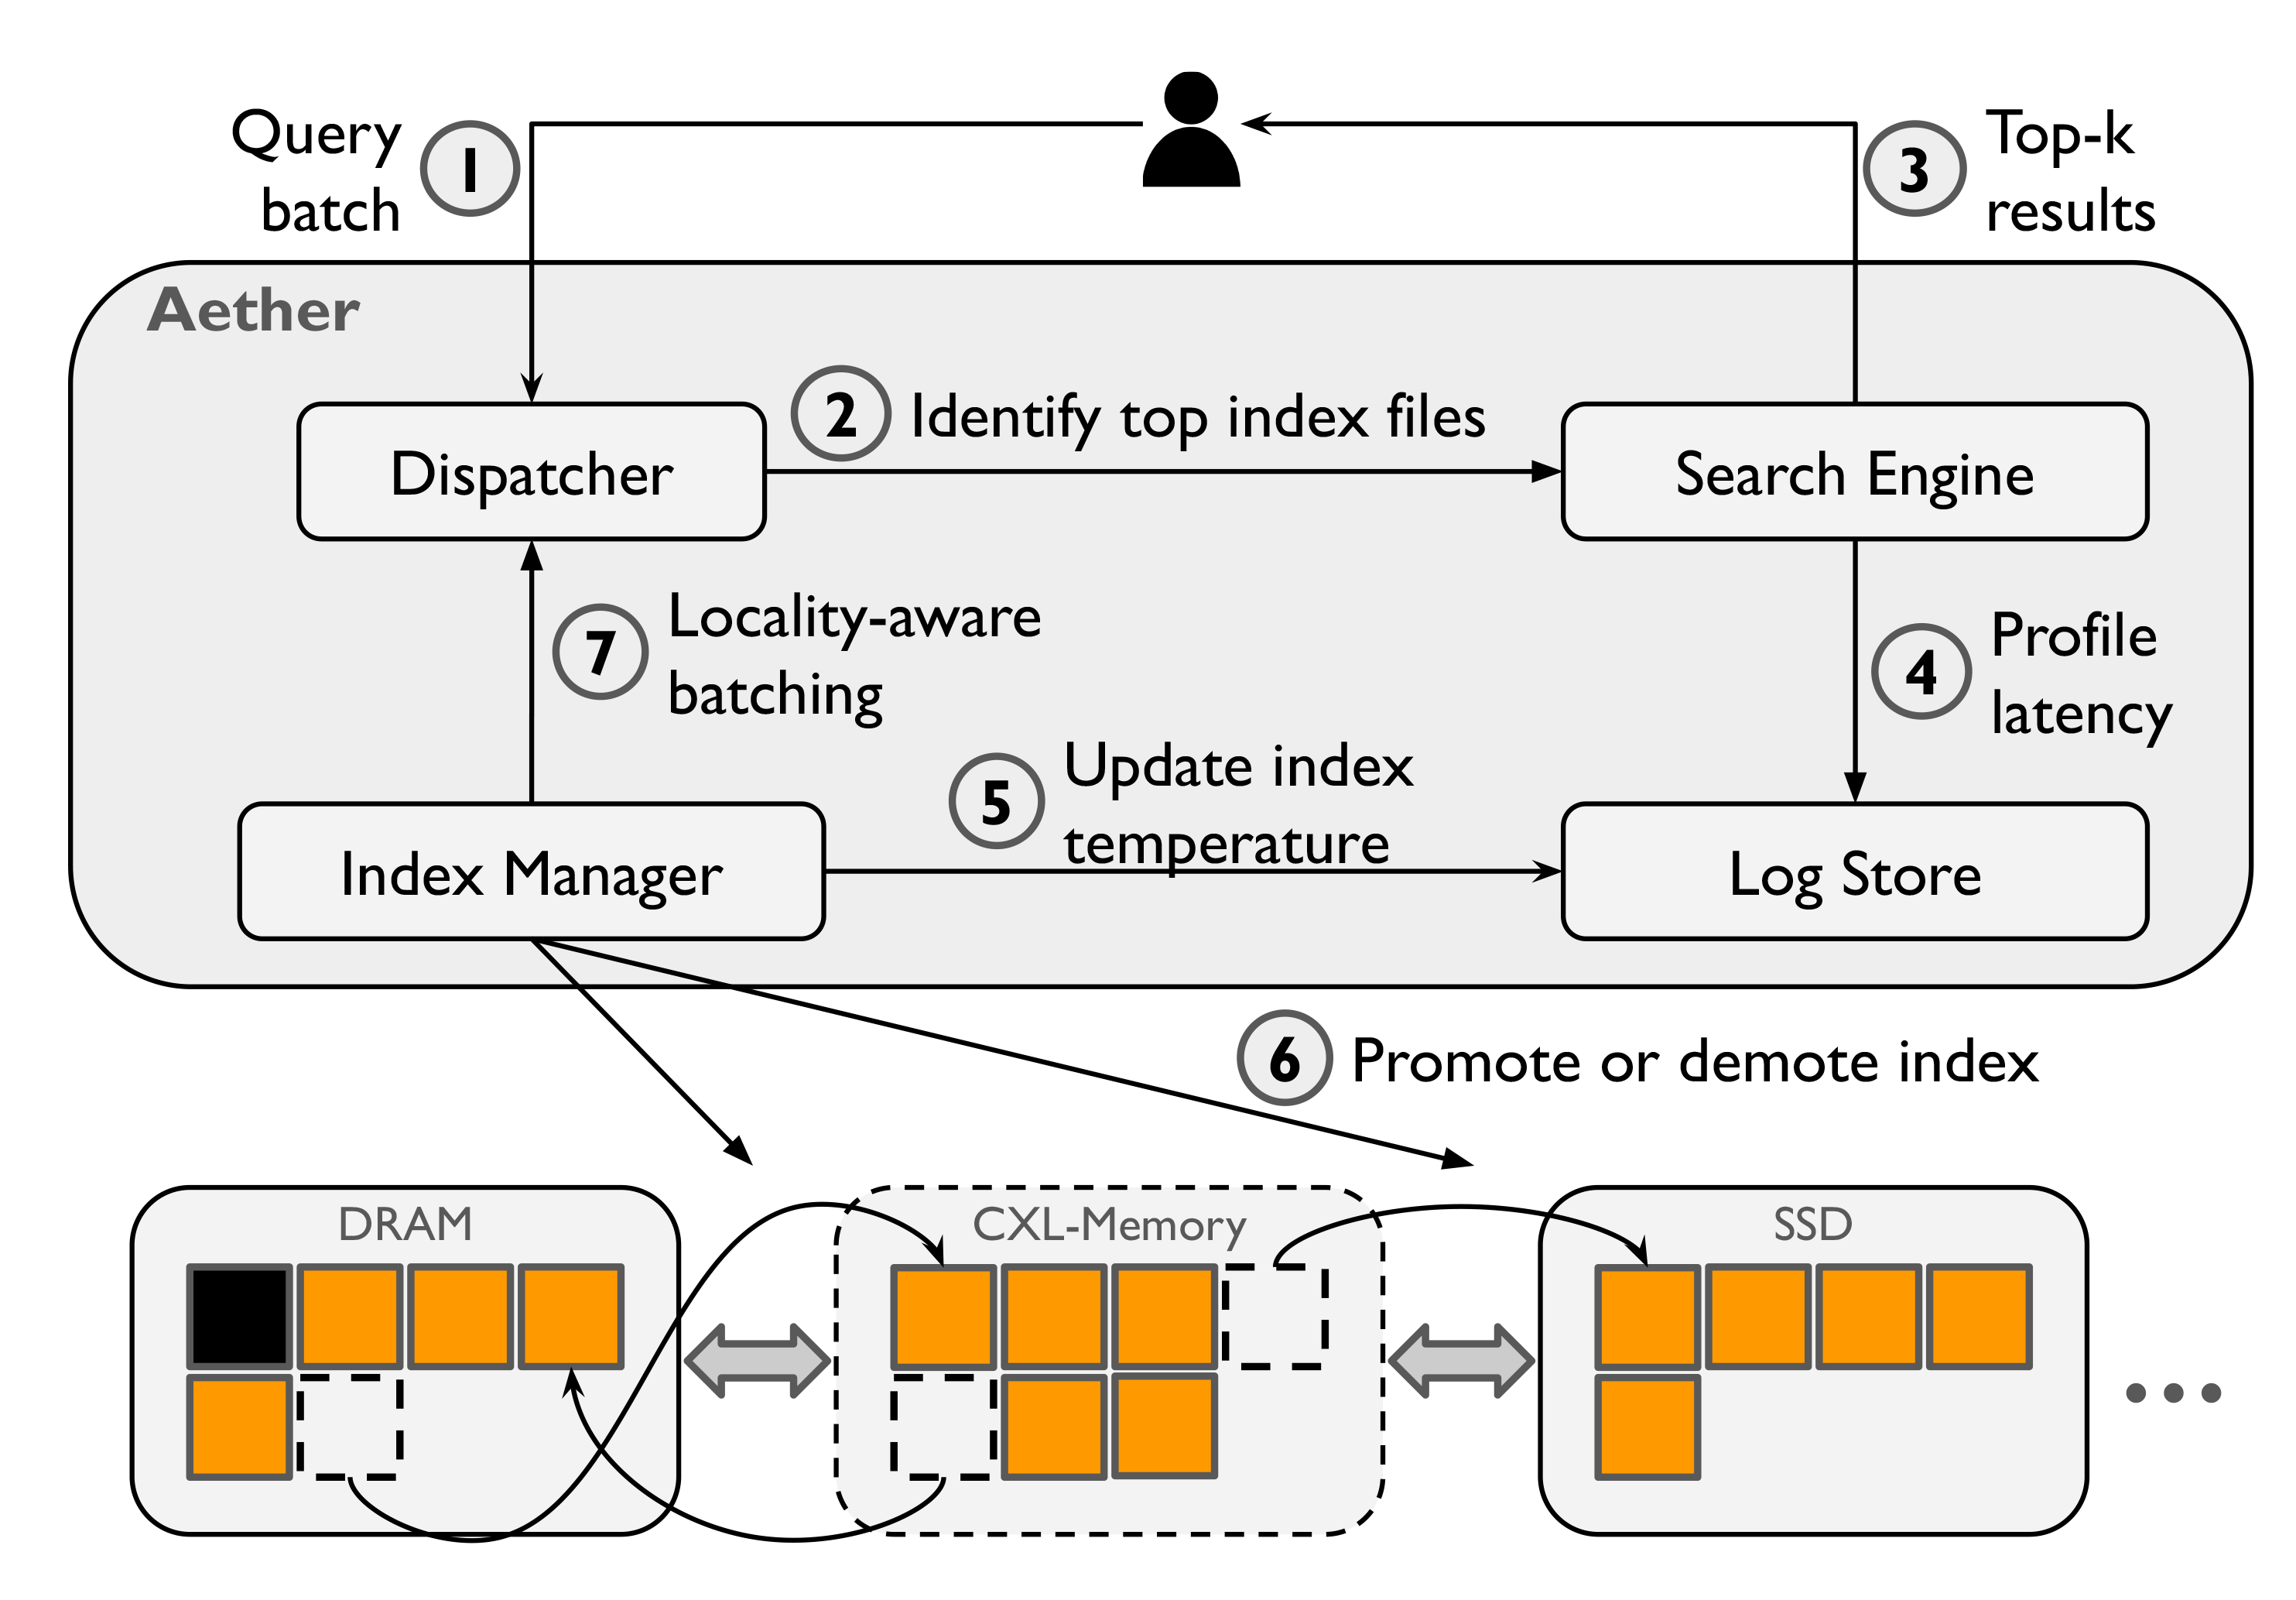 Query
batch
1
3
Top-k
results
Aether
2
Identify top index files
Dispatcher
Search Engine
7
Locality-aware
batching
4
Profile
latency
5
Update index
temperature
Index Manager
Log Store
6
Promote or demote index
DRAM
CXL-Memory
SSD